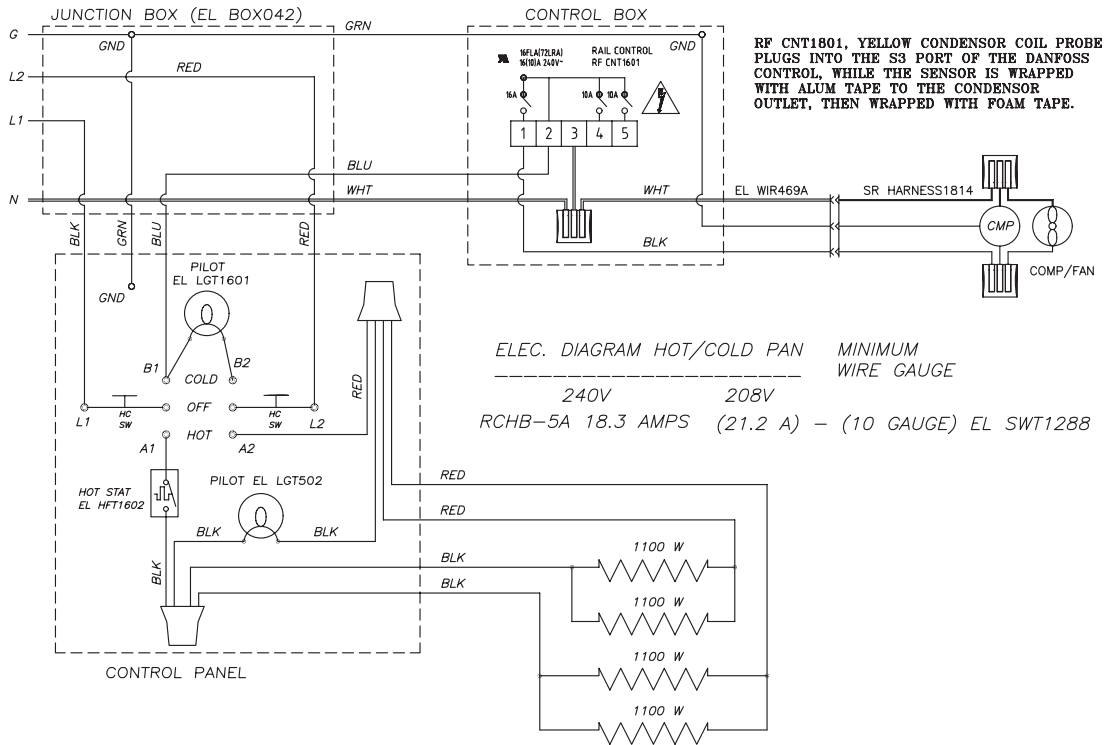 JUNCTION BOX (EL BOX042)
CONTROL BOX
G
GND
GRN
GND
L2
RED
L1
16FLA(72LRA)
16(10)A 240V~
RAIL CONTROL
RF CNT1601
16A
10A
10A
1 2 3 4 5
RF CNT1801, YELLOW CONDENSOR COIL PROBE
PLUGS INTO THE S3 PORT OF THE DANFOSS
CONTROL, WHILE THE SENSOR IS WRAPPED
WITH ALUM TAPE TO THE CONDENSOR
OUTLET, THEN WRAPPED WITH FOAM TAPE.
BLU
N
WHT
WHT
EL WIR469A
SR HARNESS1814
CMP
COMP/FAN
BLK
BLK
GRN
BLU
RED
GND
PILOT
EL LGT1601
B1
B2
COLD
L1
HC
SW
OFF
HC
SW
L2
A1
HOT
A2
RED
HOT STAT
EL HFT1602
PILOT EL LGT502
BLK
BLK
BLK
CONTROL PANEL
ELEC. DIAGRAM HOT/COLD PAN
MINIMUM
WIRE GAUGE
240V
208V
RCHB-5A 18.3 AMPS (21.2 A) - (10 GAUGE) EL SWT1288
RED
RED
BLK
BLK
1100 W
1100 W
1100 W
1100 W